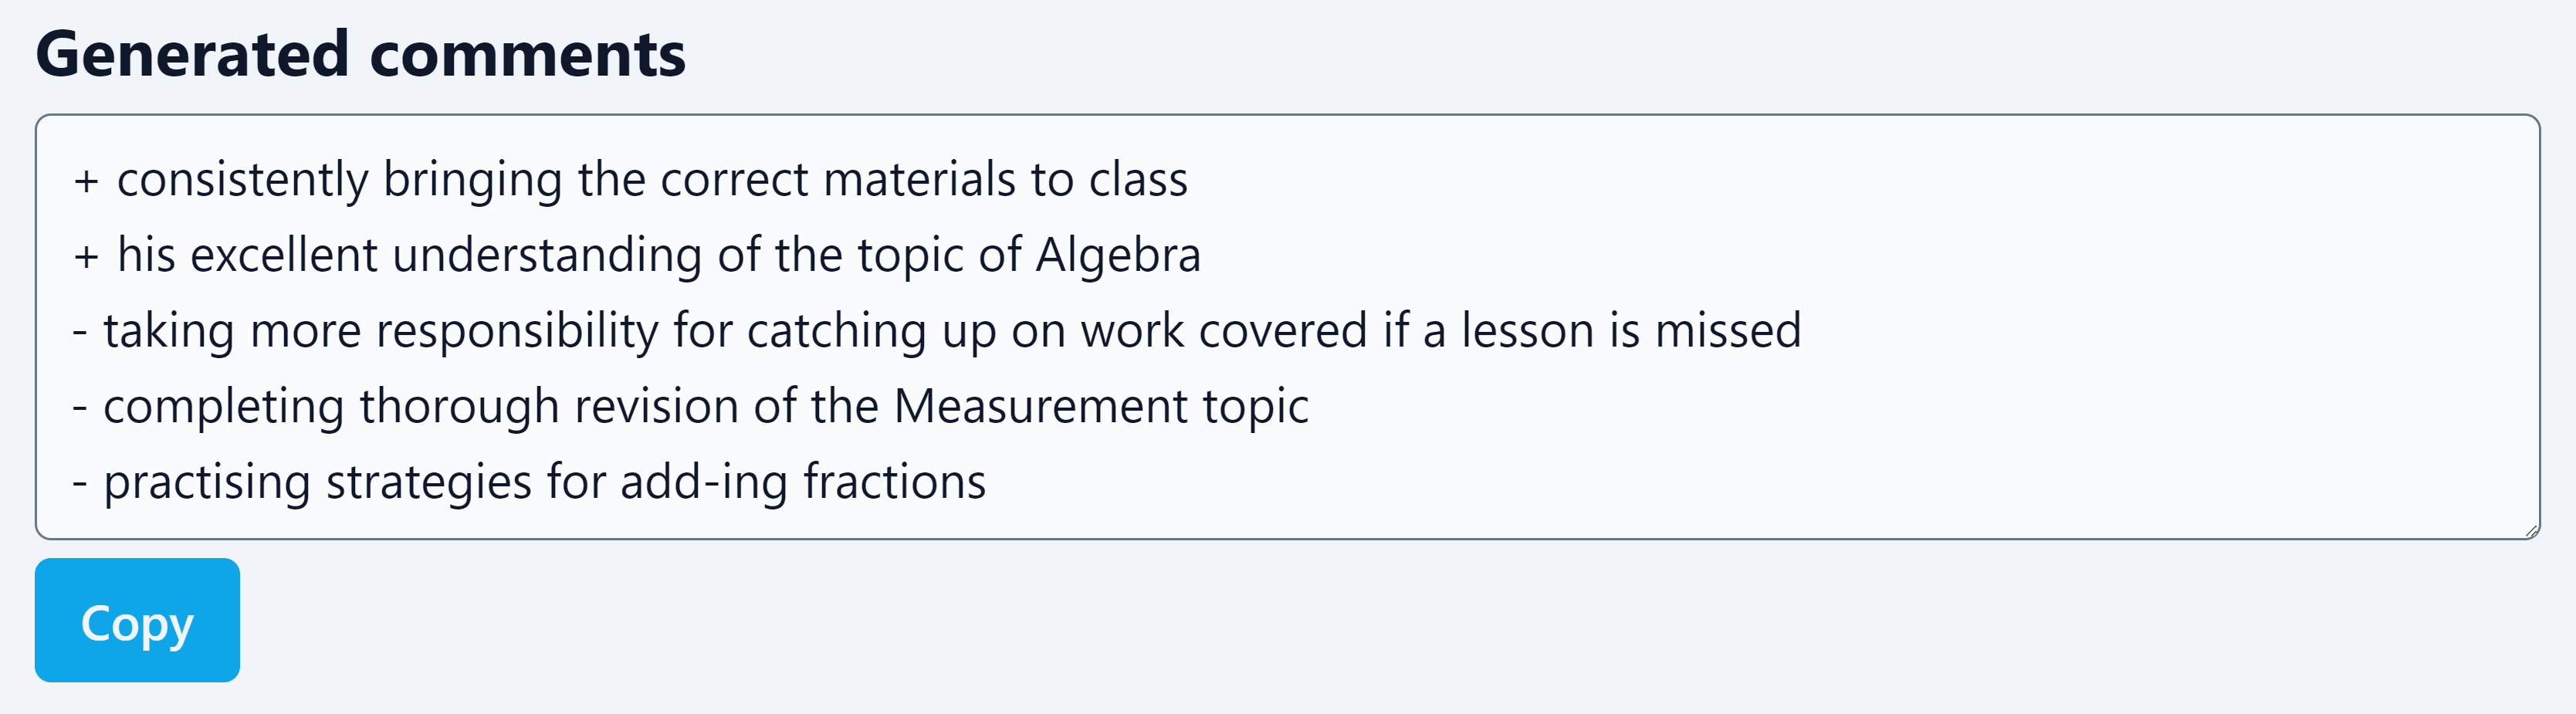 Generated comments
+ consistently bringing the correct materials to class
+ his excellent understanding of the topic of Algebra
- taking more responsibility for catching up on work covered if a lesson is missed
- completing thorough revision of the Measurement topic
- practising strategies for add-ing fractions
Copy